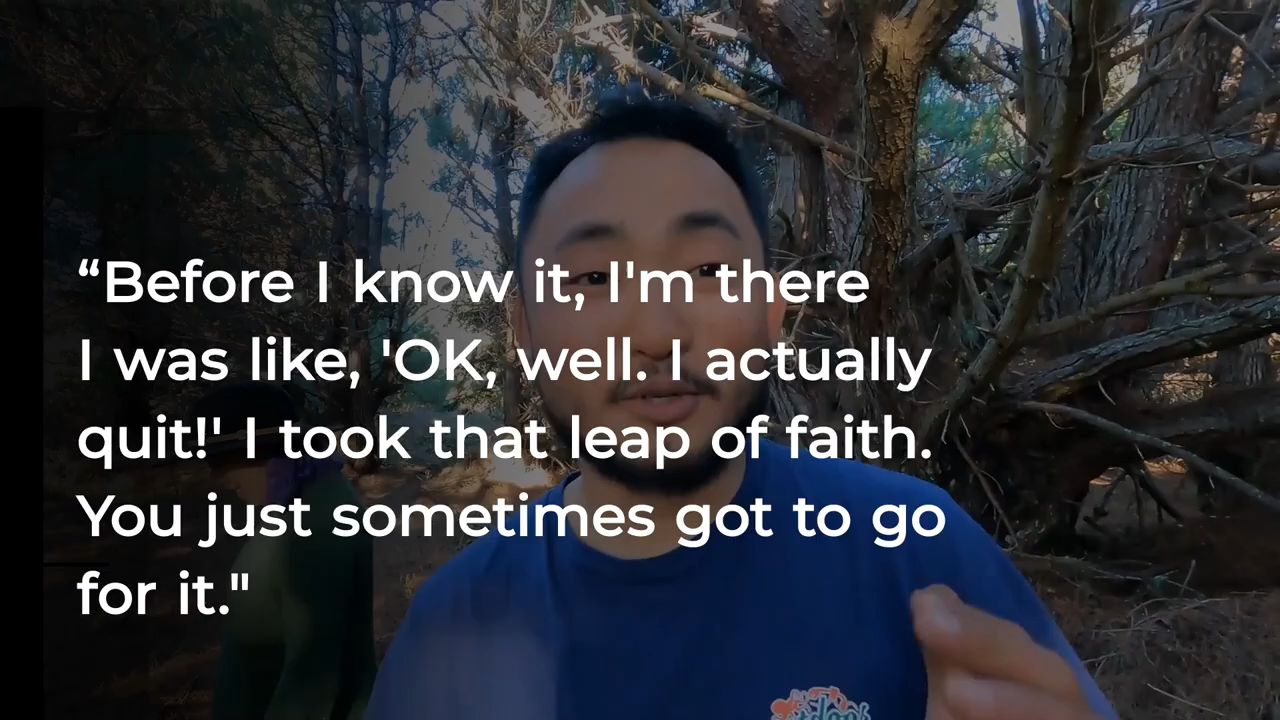 “Before I know it, I'm there
I was like, 'OK, well. I actually
quit!' I took that leap of faith.
You just sometimes got to go
for it."